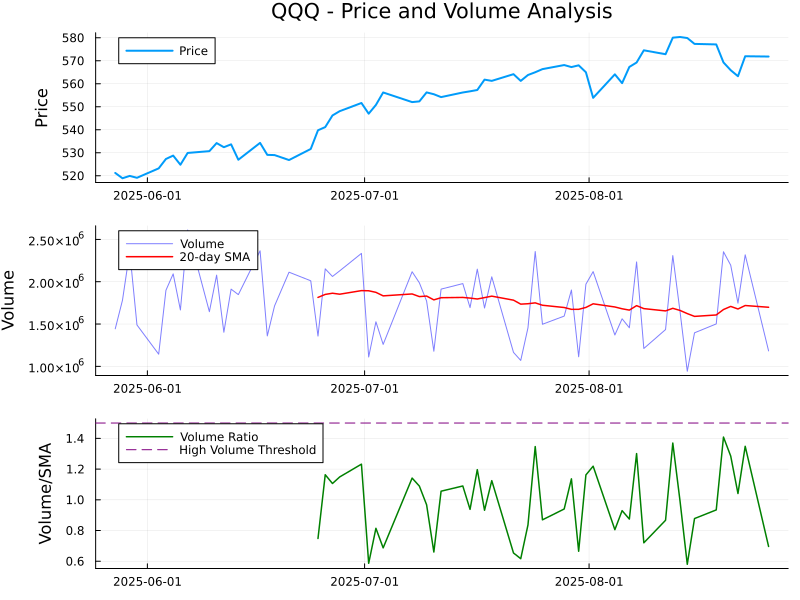 QQQ - Price and Volume Analysis
Price
580
570
560
550
540
530
520
Price
2025-06-01
2025-07-01
2025-08-01
Volume
2.50×10⁶
2.00×10⁶
1.50×10⁶
1.00×10⁶
Volume
20-day SMA
2025-06-01
2025-07-01
2025-08-01
Volume/SMA
1.4
1.2
1.0
0.8
0.6
Volume Ratio
High Volume Threshold
2025-06-01
2025-07-01
2025-08-01